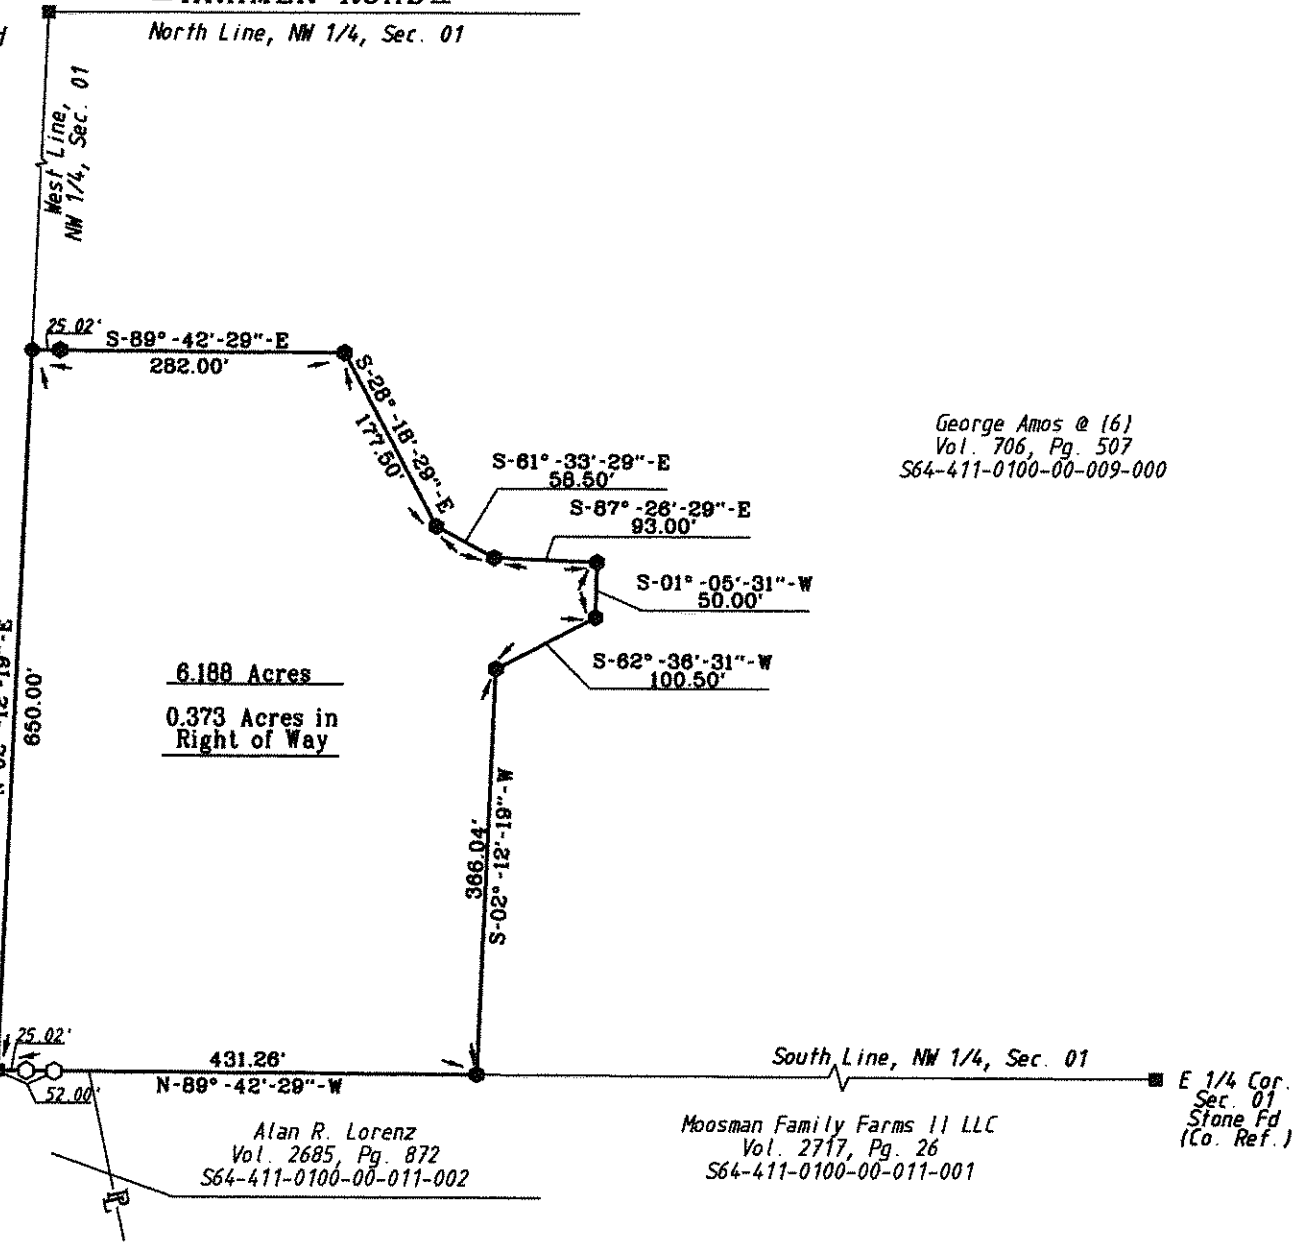 North Line, NW 1/4, Sec. 01
West Line,
NW 1/4, Sec. 01
25.02'
S-89°-42'-29"-E
282.00'
S-28°-18'-29"-E
177.50'
George Amos @ {6}
Vol. 706, Pg. 507
S64-411-0100-00-009-000
S-61°-33'-29"-E
58.50'
S-87°-26'-29"-E
93.00'
S-01°-05'-31"-W
50.00'
S-62°-36'-31"-W
100.50'
6.188 Acres
0.373 Acres in
Right of Way
650.00'
366.04'
S-02°-12'-19"-W
25.02'
52.00'
431.26'
N-89°-42'-29"-W
South Line, NW 1/4, Sec. 01
E 1/4 Cor.
Sec. 01
Stone Fd
(Co. Ref.)
Alan R. Lorenz
Vol. 2685, Pg. 872
S64-411-0100-00-011-002
Moosman Family Farms II LLC
Vol. 2717, Pg. 26
S64-411-0100-00-011-001